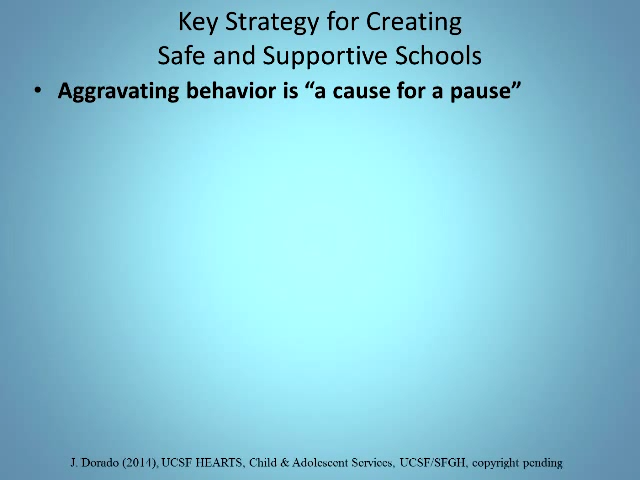 Key Strategy for Creating
Safe and Supportive Schools
• Aggravating behavior is “a cause for a pause”
J. Dorado (2014), UCSF HEARTS, Child & Adolescent Services, UCSF/SFGH, copyright pending